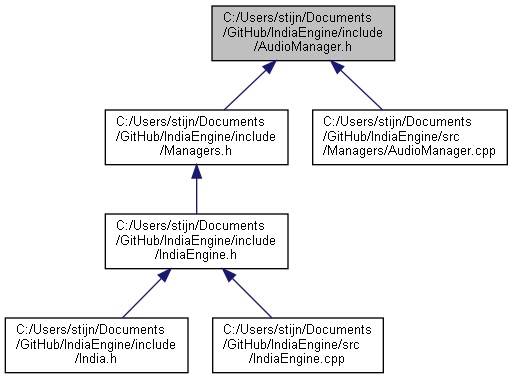 C:/Users/stijn/Documents
/GitHub/IndiaEngine/include
/AudioManager.h
C:/Users/stijn/Documents
/GitHub/IndiaEngine/include
/Managers.h
C:/Users/stijn/Documents
/GitHub/IndiaEngine/src
/Managers/AudioManager.cpp
C:/Users/stijn/Documents
/GitHub/IndiaEngine/include
/IndiaEngine.h
C:/Users/stijn/Documents
/GitHub/IndiaEngine/include
/India.h
C:/Users/stijn/Documents
/GitHub/IndiaEngine/src
/IndiaEngine.cpp